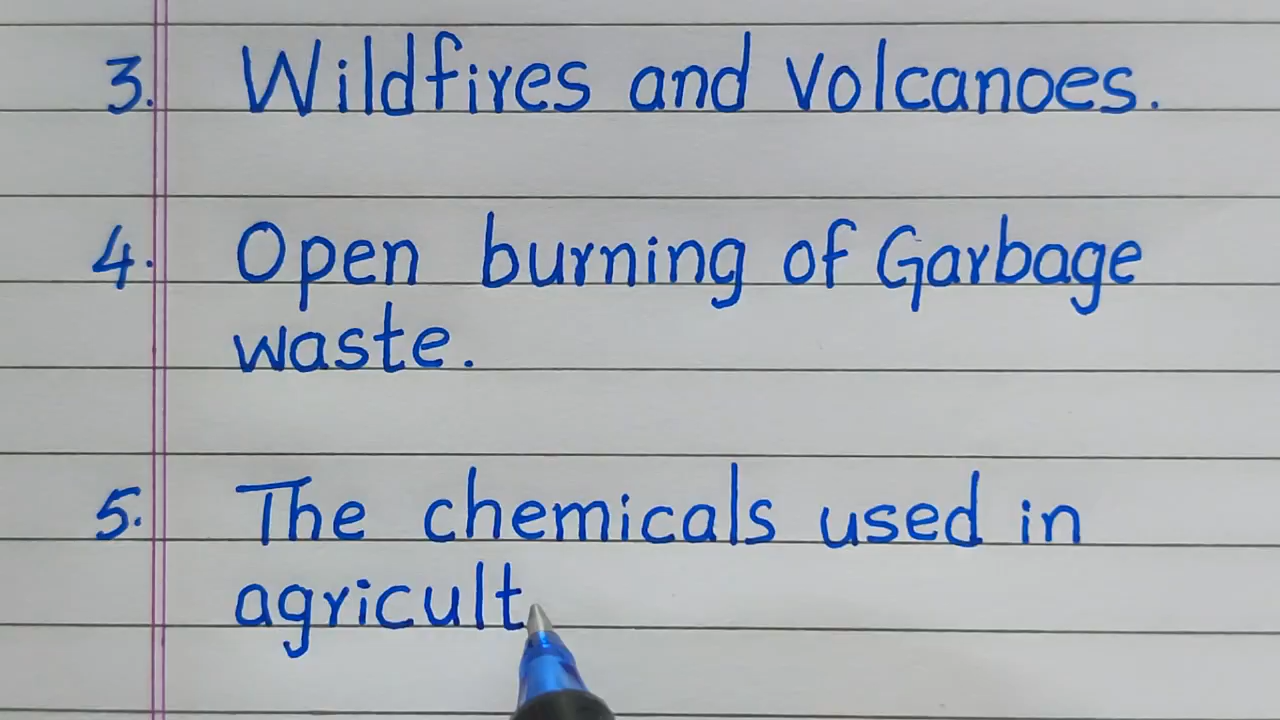 3. Wildfires and Volcanoes.
4. Open burning of Garbage
waste.
5. The chemicals used in
agricult